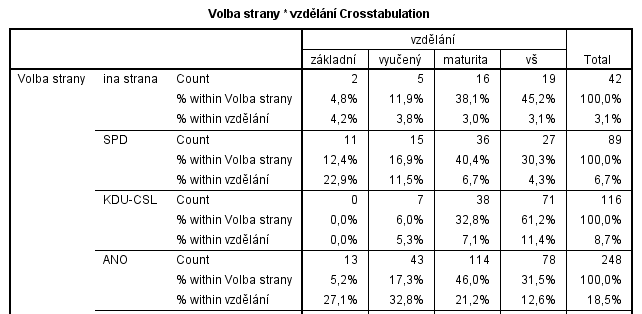 Volba strany * vzdělání Crosstabulation
vzdělání
základní vyučený maturita vš Total
Volba strany ina strana Count 2 5 16 19 42
% within Volba strany 4,8% 11,9% 38,1% 45,2% 100,0%
% within vzdělání 4,2% 3,8% 3,0% 3,1% 3,1%
SPD Count 11 15 36 27 89
% within Volba strany 12,4% 16,9% 40,4% 30,3% 100,0%
% within vzdělání 22,9% 11,5% 6,7% 4,3% 6,7%
KDU-CSL Count 0 7 38 71 116
% within Volba strany 0,0% 6,0% 32,8% 61,2% 100,0%
% within vzdělání 0,0% 5,3% 7,1% 11,4% 8,7%
ANO Count 13 43 114 78 248
% within Volba strany 5,2% 17,3% 46,0% 31,5% 100,0%
% within vzdělání 27,1% 32,8% 21,2% 12,6% 18,5%